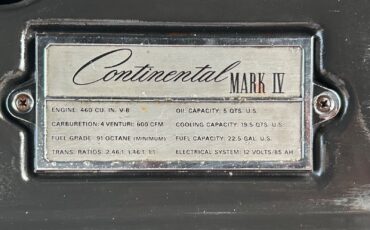 Continental MARK IV
ENGINE: 460 CU. IN. V-8
CARBURETION: 4 VENTURI: 600 CFM
FUEL GRADE: 91 OCTANE (MINIMUM)
TRANS. RATIOS: 2.46:1 1.46:1 1:1
OIL CAPACITY: 5 QTS. U.S.
COOLING CAPACITY: 19.5 QTS. U.S.
FUEL CAPACITY: 22.5 GAL. U.S.
ELECTRICAL SYSTEM: 12 VOLTS/85 AH